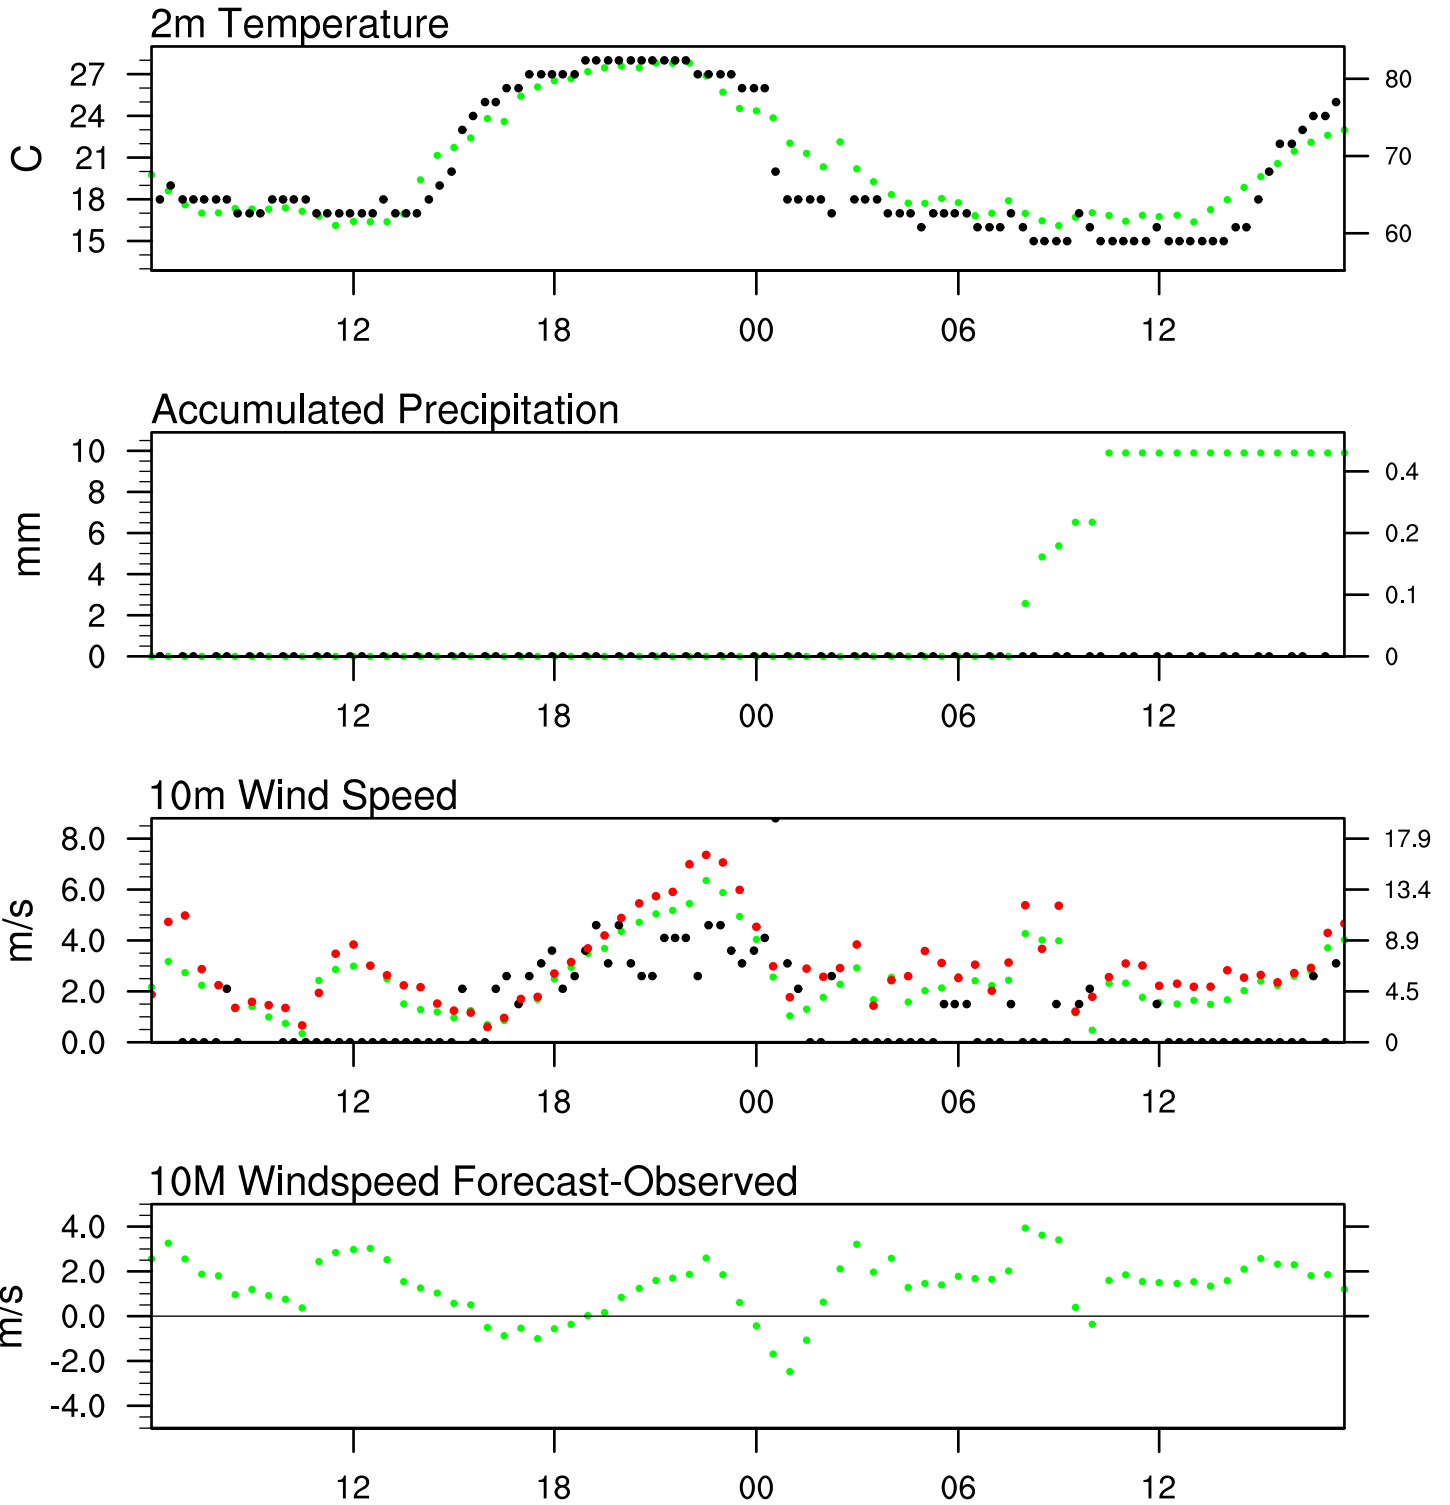 2m Temperature
27
24
21
18
15
C
80
70
60
12 18 00 06 12
Accumulated Precipitation
10
8
6
4
2
0
mm
0.4
0.2
0.1
0
12 18 00 06 12
10m Wind Speed
8.0
6.0
4.0
2.0
0.0
m/s
17.9
13.4
8.9
4.5
0
12 18 00 06 12
10M Windspeed Forecast-Observed
4.0
2.0
0.0
-2.0
-4.0
m/s
12 18 00 06 12